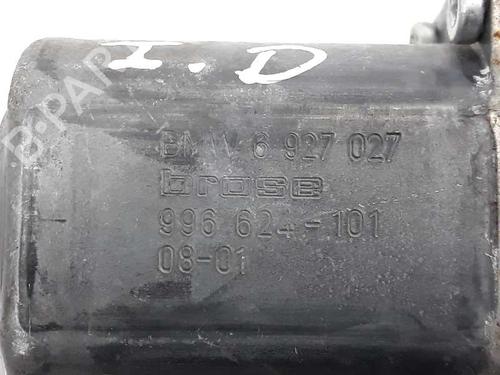 I.D
B-PARTS
BMW 6 927 027
brose
996 624-101
08-01